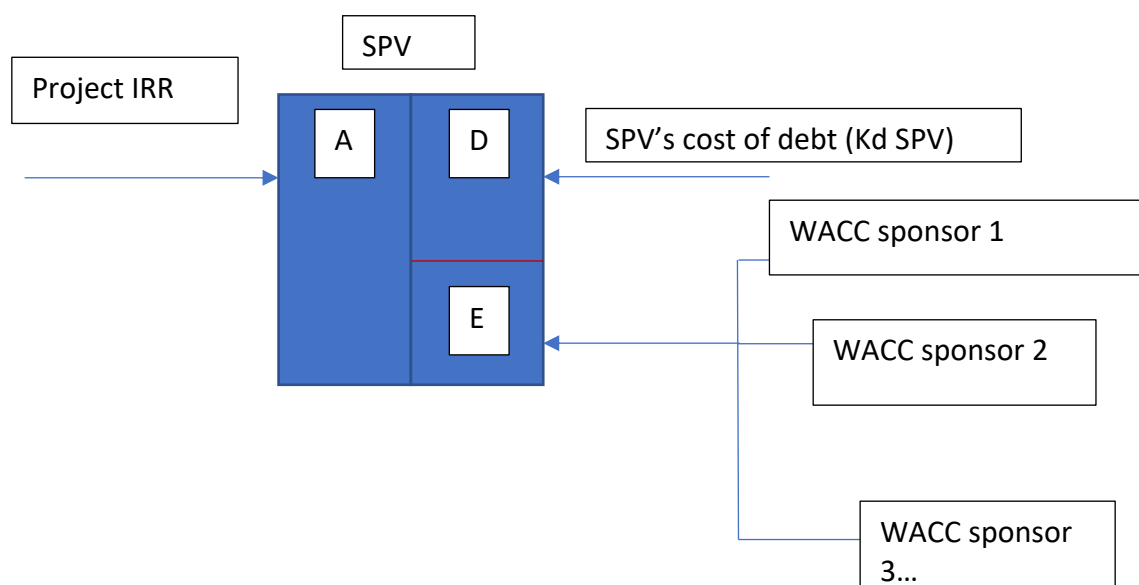 SPV
Project IRR
A
D
SPV’s cost of debt (Kd SPV)
WACC sponsor 1
E
WACC sponsor 2
WACC sponsor
3…